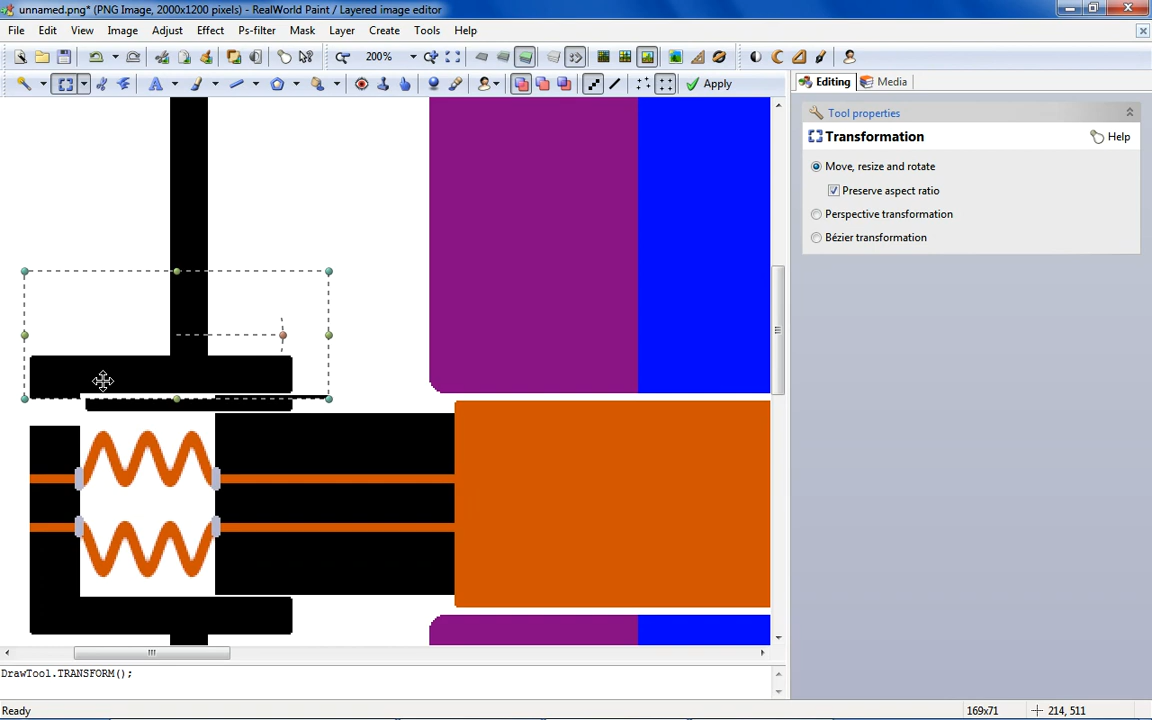 unnamed.png* (PNG Image, 2000x1200 pixels) - RealWorld Paint / Layered image editor
File Edit View Image Adjust Effect Ps-filter Mask Layer Create Tools Help
200%
Apply
Editing Media
Tool properties
Transformation Help
Move, resize and rotate
Preserve aspect ratio
Perspective transformation
Bézier transformation
DrawTool.TRANSFORM();
Ready 169x71 214, 511